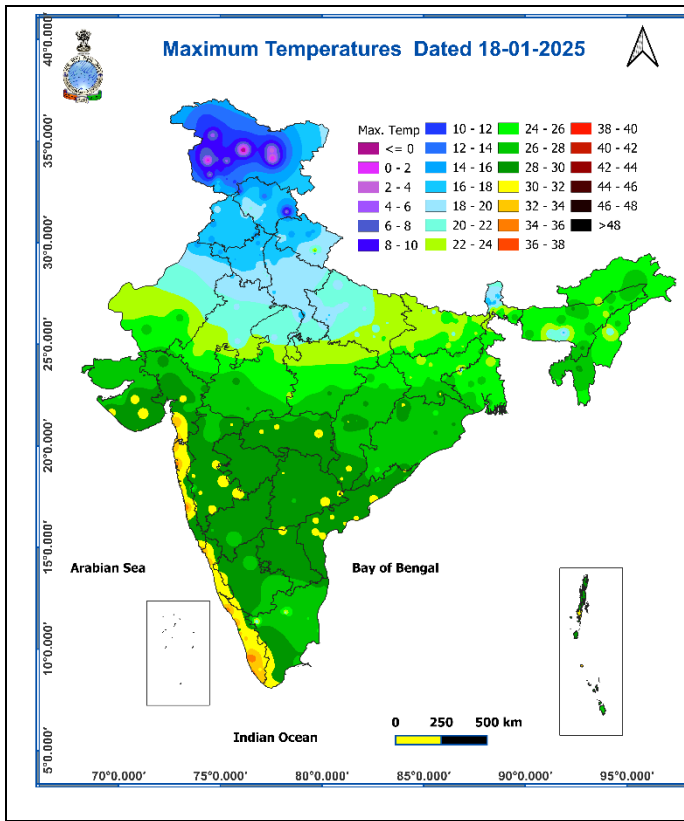 Maximum Temperatures Dated 18-01-2025
Max. Temp
<= 0
0 - 2
2 - 4
4 - 6
6 - 8
8 - 10
10 - 12
12 - 14
14 - 16
16 - 18
18 - 20
20 - 22
22 - 24
24 - 26
26 - 28
28 - 30
30 - 32
32 - 34
34 - 36
36 - 38
38 - 40
40 - 42
42 - 44
44 - 46
46 - 48
>48
40°0.000'
35°0.000'
30°0.000'
25°0.000'
20°0.000'
15°0.000'
10°0.000'
5°0.000'
Arabian Sea
Bay of Bengal
Indian Ocean
0 250 500 km
70°0.000' 75°0.000' 80°0.000' 85°0.000' 90°0.000' 95°0.000'